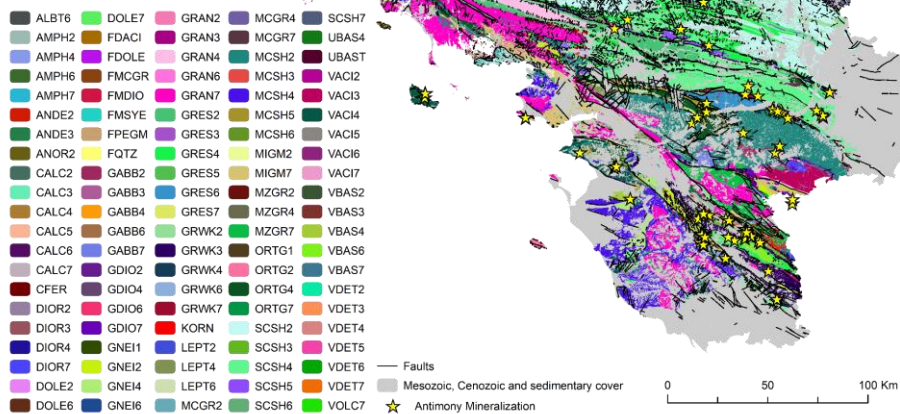 ALBT6 DOLE7 GRAN2 MCGR4 SCSH7
AMPH2 FDACI GRAN3 MCGR7 UBAS4
AMPH4 FDOLE GRAN4 MCSH2 UBAST
AMPH6 FMCGR GRAN6 MCSH3 VACI2
AMPH7 FMDIO GRAN7 MCSH4 VACI3
ANDE2 FMSYE GRES2 MCSH5 VACI4
ANDE3 FPEGM GRES3 MCSH6 VACI5
ANOR2 FQTZ GRES4 MIGM2 VACI6
CALC2 GABB2 GRES5 MIGM7 VACI7
CALC3 GABB3 GRES6 MZGR2 VBAS2
CALC4 GABB4 GRES7 MZGR4 VBAS3
CALC5 GABB6 GRWK2 MZGR7 VBAS4
CALC6 GABB7 GRWK3 ORTG1 VBAS6
CALC7 GDIO2 GRWK4 ORTG2 VBAS7
CFER GDIO4 GRWK6 ORTG4 VDET2
DIOR2 GDIO6 GRWK7 ORTG7 VDET3
DIOR3 GDIO7 KORN SCSH2 VDET4
DIOR4 GNEI1 LEPT2 SCSH3 VDET5
DIOR7 GNEI2 LEPT4 SCSH4 VDET6
DOLE2 GNEI4 LEPT6 SCSH5 VDET7
DOLE6 GNEI6 MCGR2 SCSH6 VOLC7
Faults
Mesozoic, Cenozoic and sedimentary cover
Antimony Mineralization
0 50 100 Km